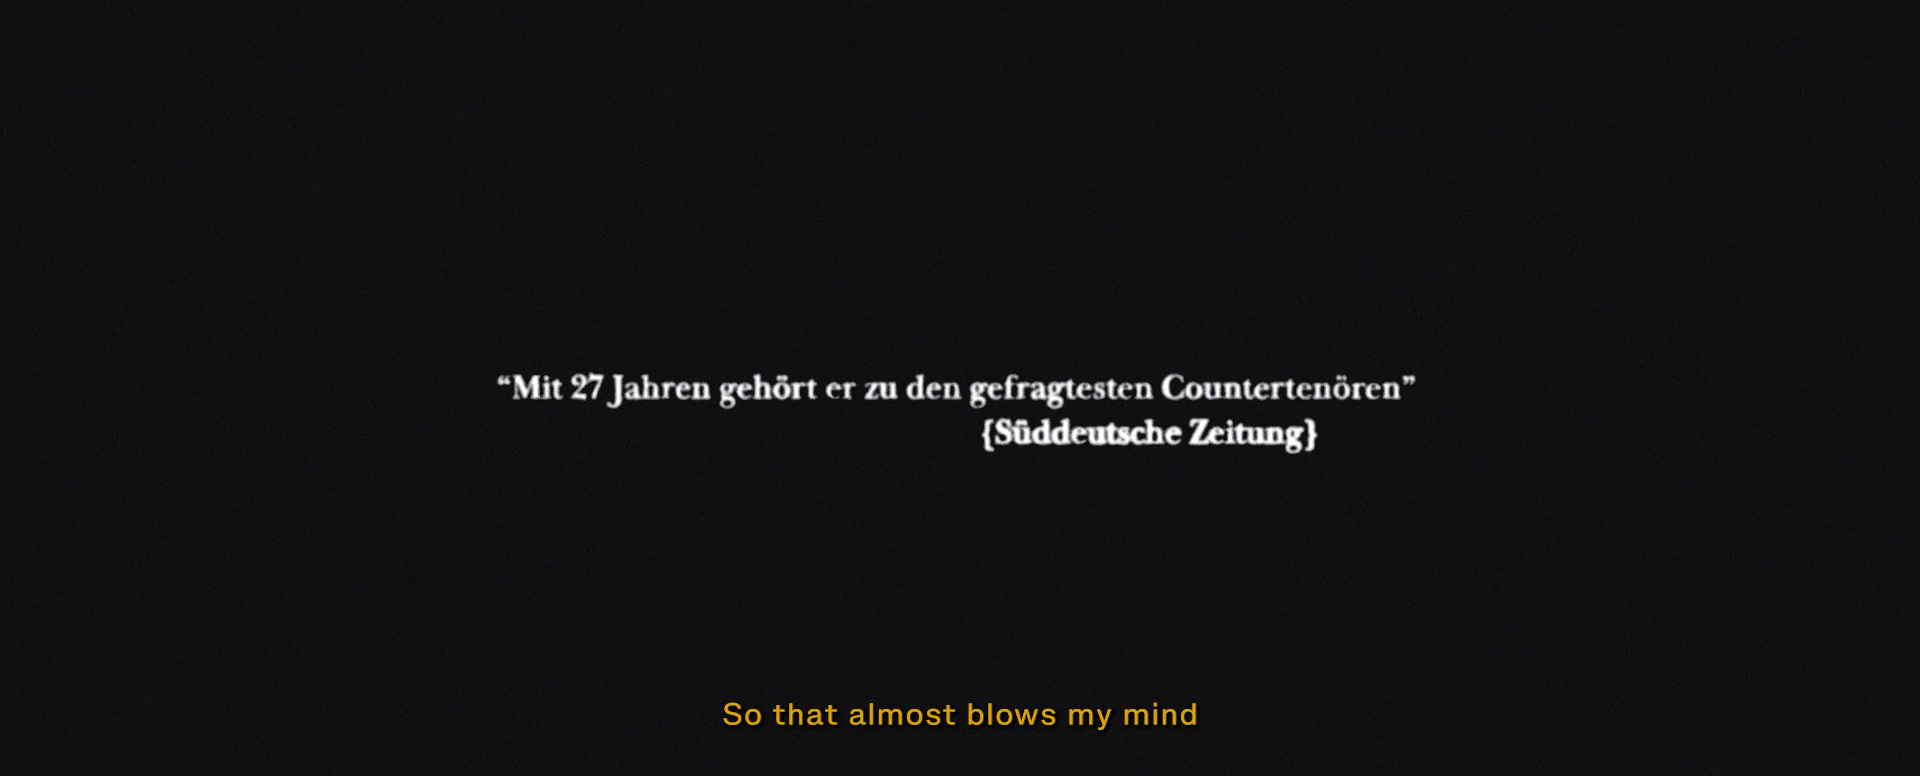 “Mit 27 Jahren gehört er zu den gefragtesten Countertenören”
{Süddeutsche Zeitung}
So that almost blows my mind